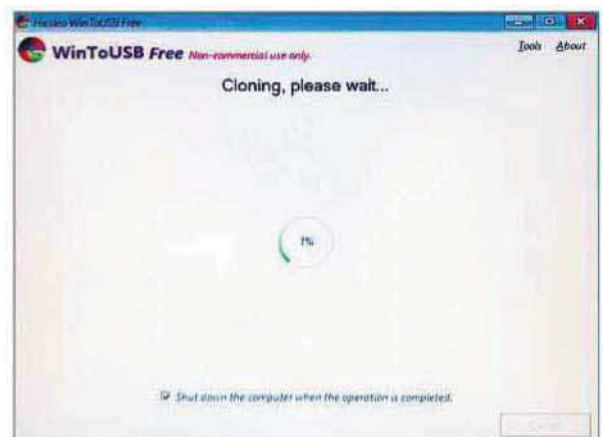 Hasleo WinToUSB Free
WinToUSB Free Non-commercial use only.
Tools About
Cloning, please wait...
1%
Shut down the computer when the operation is completed.